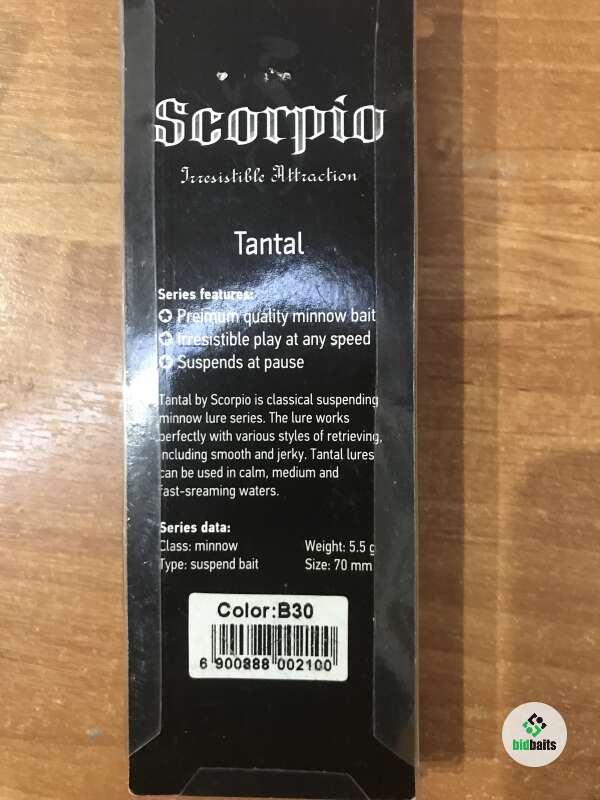 Scorpio
Irresistible Attraction
Tantal
Series features:
Preimum quality minnow bait
Irresistible play at any speed
Suspends at pause
Tantal by Scorpio is classical suspending
minnow lure series. The lure works
perfectly with various styles of retrieving,
including smooth and jerky. Tantal lures
can be used in calm, medium and
fast-sreaming waters.
Series data:
Class: minnow Weight: 5.5 g
Type: suspend bait Size: 70 mm
Color:B30
6 900888 002100
bidbaits